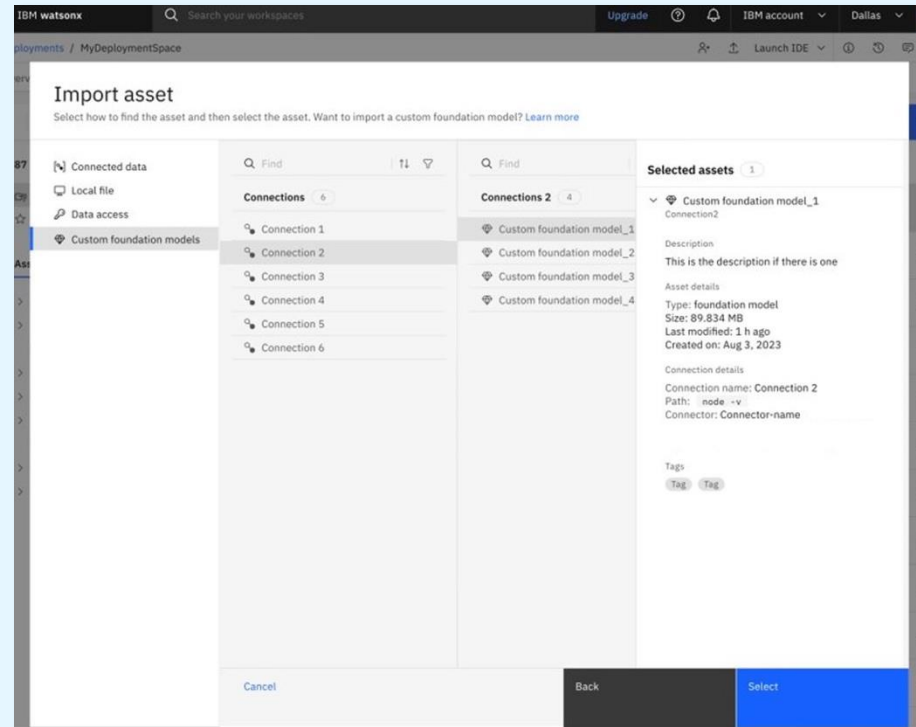 IBM watsonx
Search your workspaces
Upgrade
IBM account
Dallas
ployments / MyDeploymentSpace
Launch IDE
erv
Import asset
Select how to find the asset and then select the asset. Want to import a custom foundation model? Learn more
87
Ass
Connected data
Local file
Data access
Custom foundation models
Find
Connections 6
Connection 1
Connection 2
Connection 3
Connection 4
Connection 5
Connection 6
Find
Connections 2 4
Custom foundation model_1
Custom foundation model_2
Custom foundation model_3
Custom foundation model_4
Selected assets 1
Custom foundation model_1
Connection2
Description
This is the description if there is one
Asset details
Type: foundation model
Size: 89.834 MB
Last modified: 1 h ago
Created on: Aug 3, 2023
Connection details
Connection name: Connection 2
Path: node -v
Connector: Connector-name
Tags
Tag Tag
Cancel
Back
Select